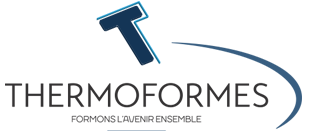 T
THERMOFORMES
FORMONS L'AVENIR ENSEMBLE